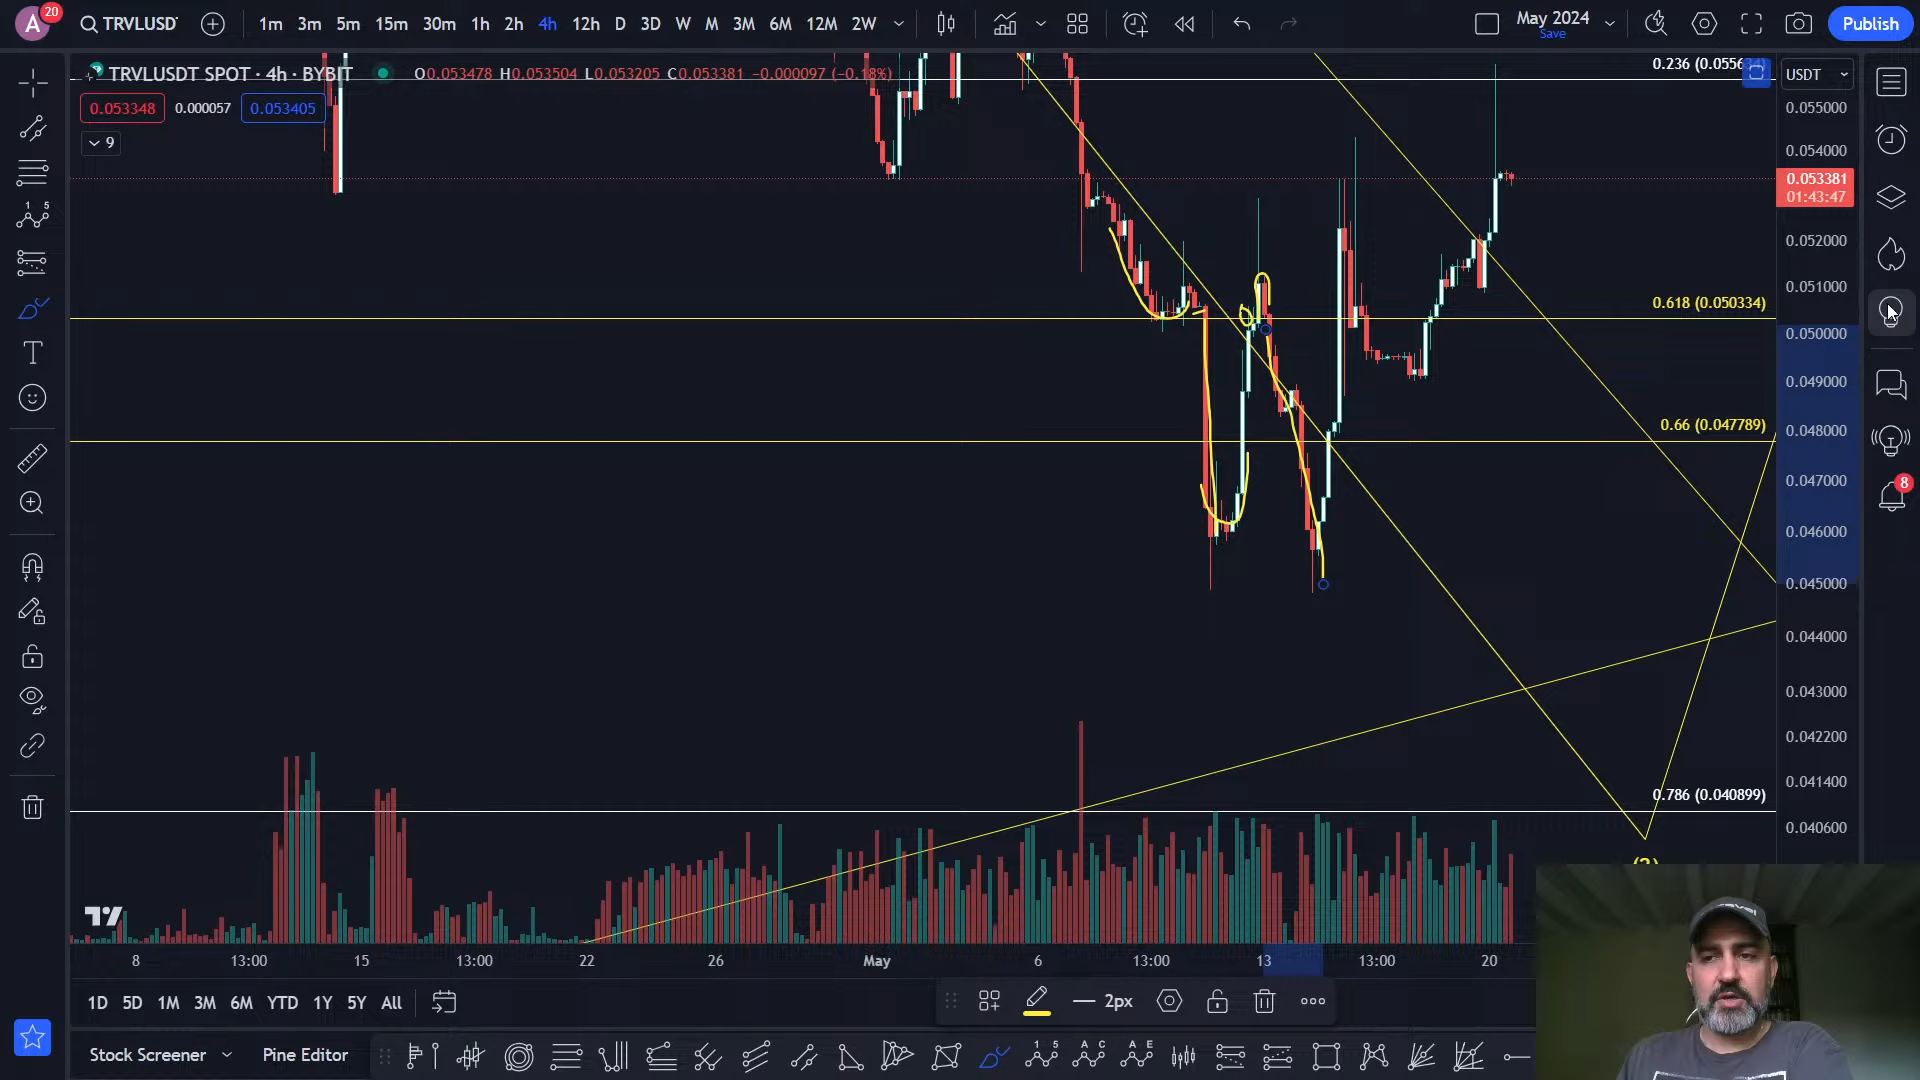 A
20
TRVLUSDT
1m 3m 5m 15m 30m 1h 2h 4h 12h D 3D W M 3M 6M 12M 2W
May 2024
Save
Publish
TRVLUSDT SPOT · 4h · BYBIT
O0.053478 H0.053504 L0.053205 C0.053381 −0.000097 (−0.18%)
0.053348 0.000057 0.053405
9
USDT
0.055000
0.054000
0.053381
01:43:47
0.052000
0.051000
0.618 (0.050334)
0.050000
0.049000
0.66 (0.047789)
0.048000
0.047000
0.046000
0.045000
0.044000
0.043000
0.042200
0.041400
0.786 (0.040899)
0.040600
8
8 13:00 15 13:00 22 26 May 6 13:00 13 13:00 20
1D 5D 1M 3M 6M YTD 1Y 5Y All
2px
Stock Screener Pine Editor